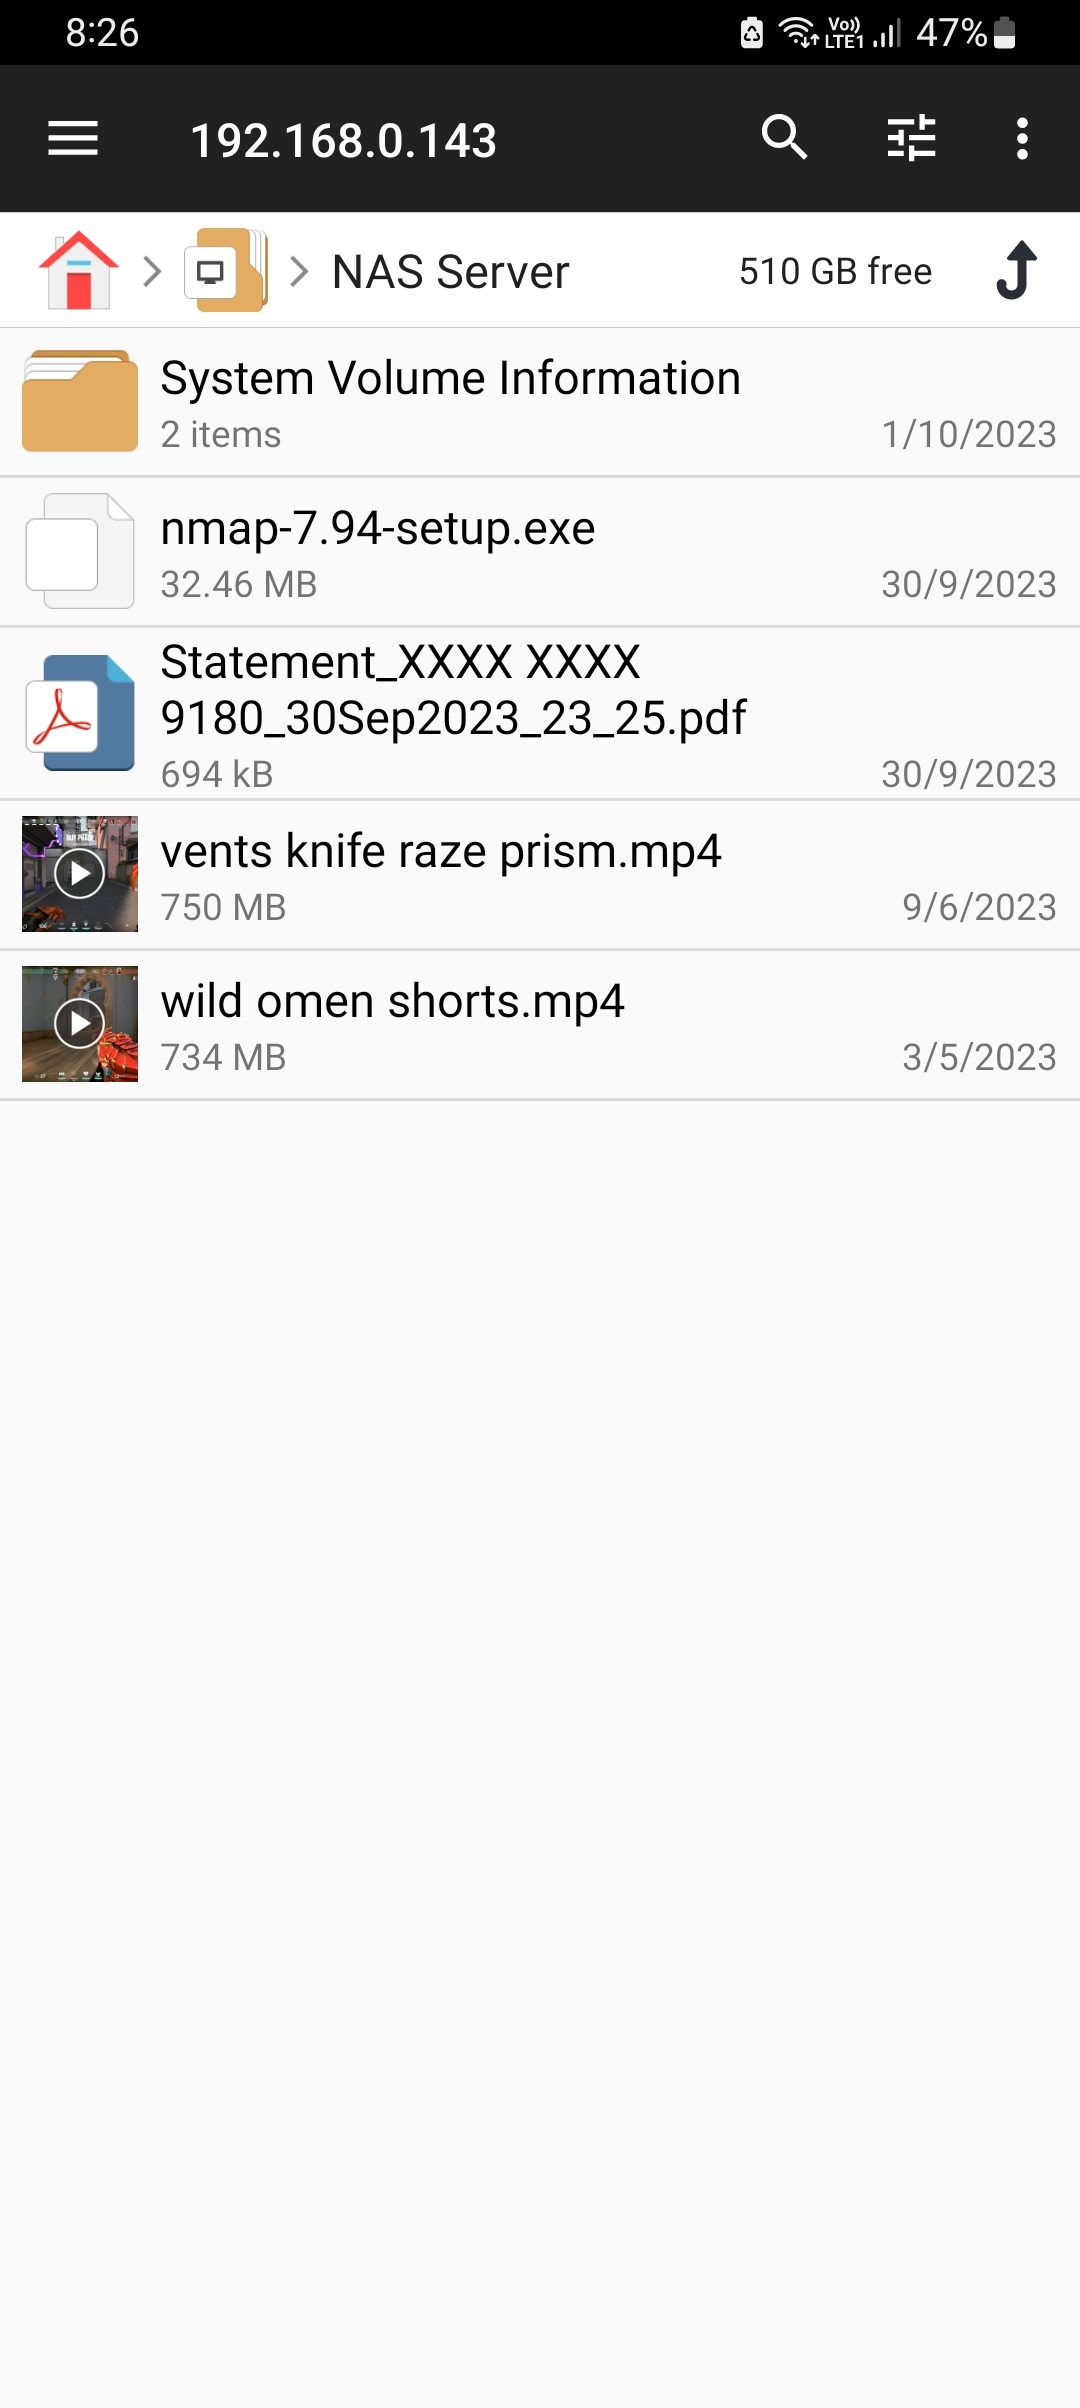 8:26
Vo)) LTE1 47%
192.168.0.143
NAS Server 510 GB free
System Volume Information
2 items 1/10/2023
nmap-7.94-setup.exe
32.46 MB 30/9/2023
Statement_XXXX XXXX
9180_30Sep2023_23_25.pdf
694 kB 30/9/2023
BUY PHASE
vents knife raze prism.mp4
750 MB 9/6/2023
wild omen shorts.mp4
734 MB 3/5/2023